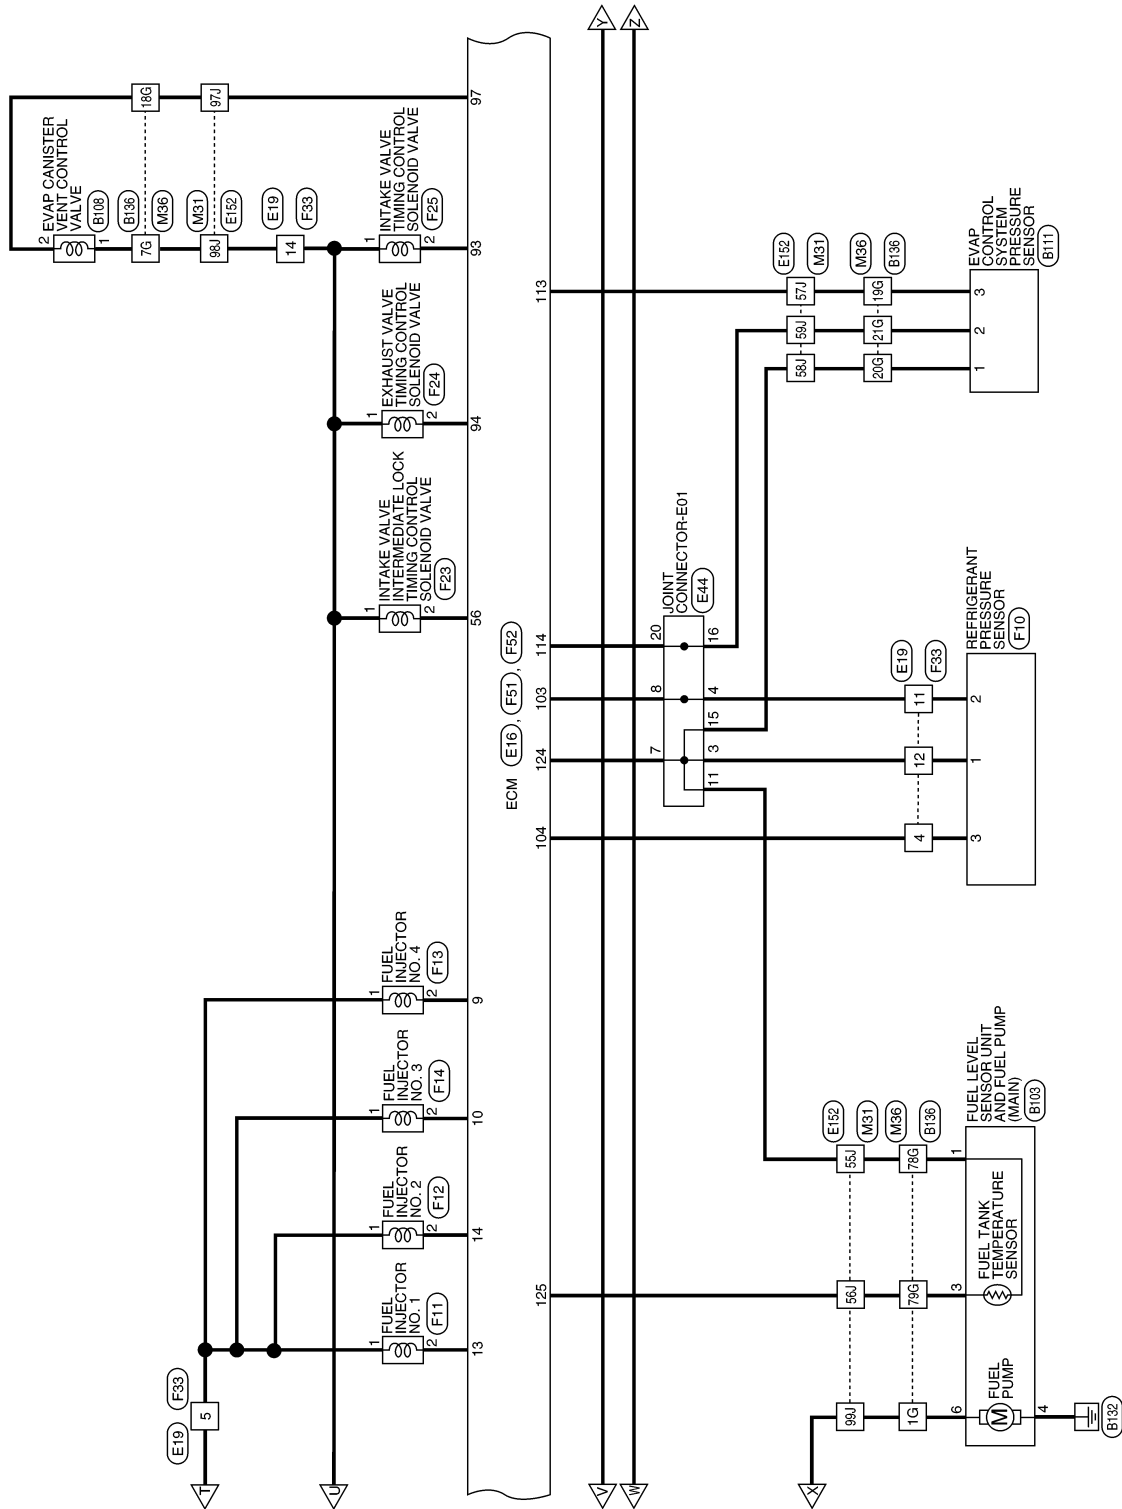 EVAP CANISTER
VENT CONTROL
VALVE
2
1
B108
B136
M36
M31
E152
E19
F33
7G
98J
14
18G
97J
97
INTAKE VALVE
TIMING CONTROL
SOLENOID VALVE
F25
1
2
93
EXHAUST VALVE
TIMING CONTROL
SOLENOID VALVE
F24
1
2
94
INTAKE VALVE
INTERMEDIATE LOCK
TIMING CONTROL
SOLENOID VALVE
F23
1
2
56
FUEL
INJECTOR
NO. 4
F13
1
2
9
FUEL
INJECTOR
NO. 3
F14
1
2
10
FUEL
INJECTOR
NO. 2
F12
1
2
14
FUEL
INJECTOR
NO. 1
F11
1
2
13
E19
F33
5
T
U
ECM E16 , F51 , F52
125
104
124
103
114
113
V
W
Y
Z
JOINT
CONNECTOR-E01
E44
7
8
20
11
3
15
4
16
E152
M31
M36
B136
58J
59J
57J
20G
21G
19G
1
2
3
EVAP
CONTROL
SYSTEM
PRESSURE
SENSOR
B111
E19
F33
4
12
11
3
1
2
REFRIGERANT
PRESSURE
SENSOR
F10
X
E152
M31
M36
B136
99J
56J
55J
1G
79G
78G
6
3
1
FUEL LEVEL
SENSOR UNIT
AND FUEL PUMP
(MAIN)
B103
FUEL
PUMP
M
FUEL TANK
TEMPERATURE
SENSOR
4
B132